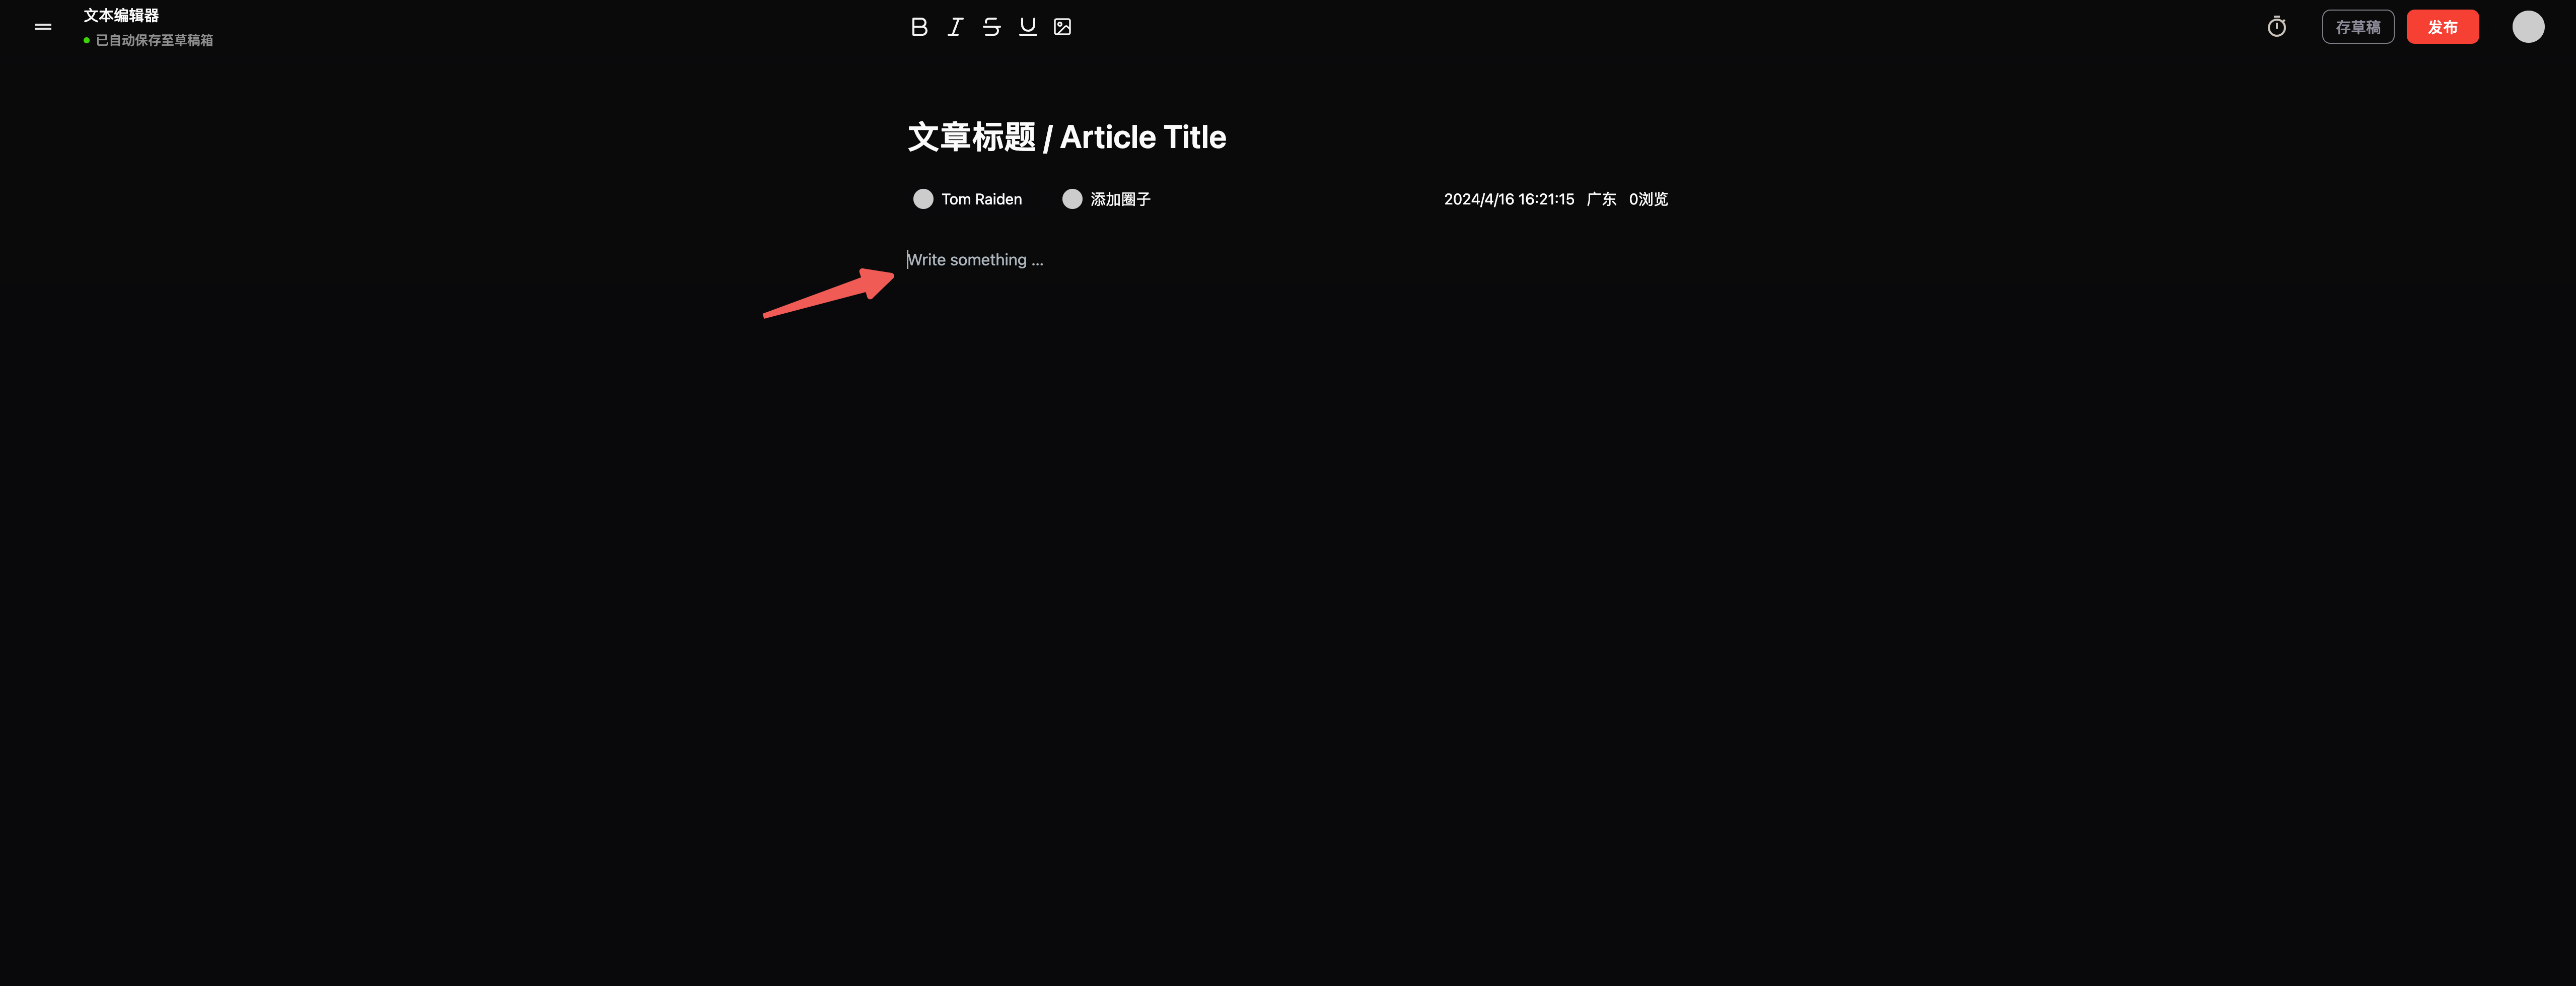 文本编辑器
已自动保存至草稿箱
存草稿
发布
文章标题 / Article Title
Tom Raiden 添加圈子 2024/4/16 16:21:15 广东 0浏览
Write something ...